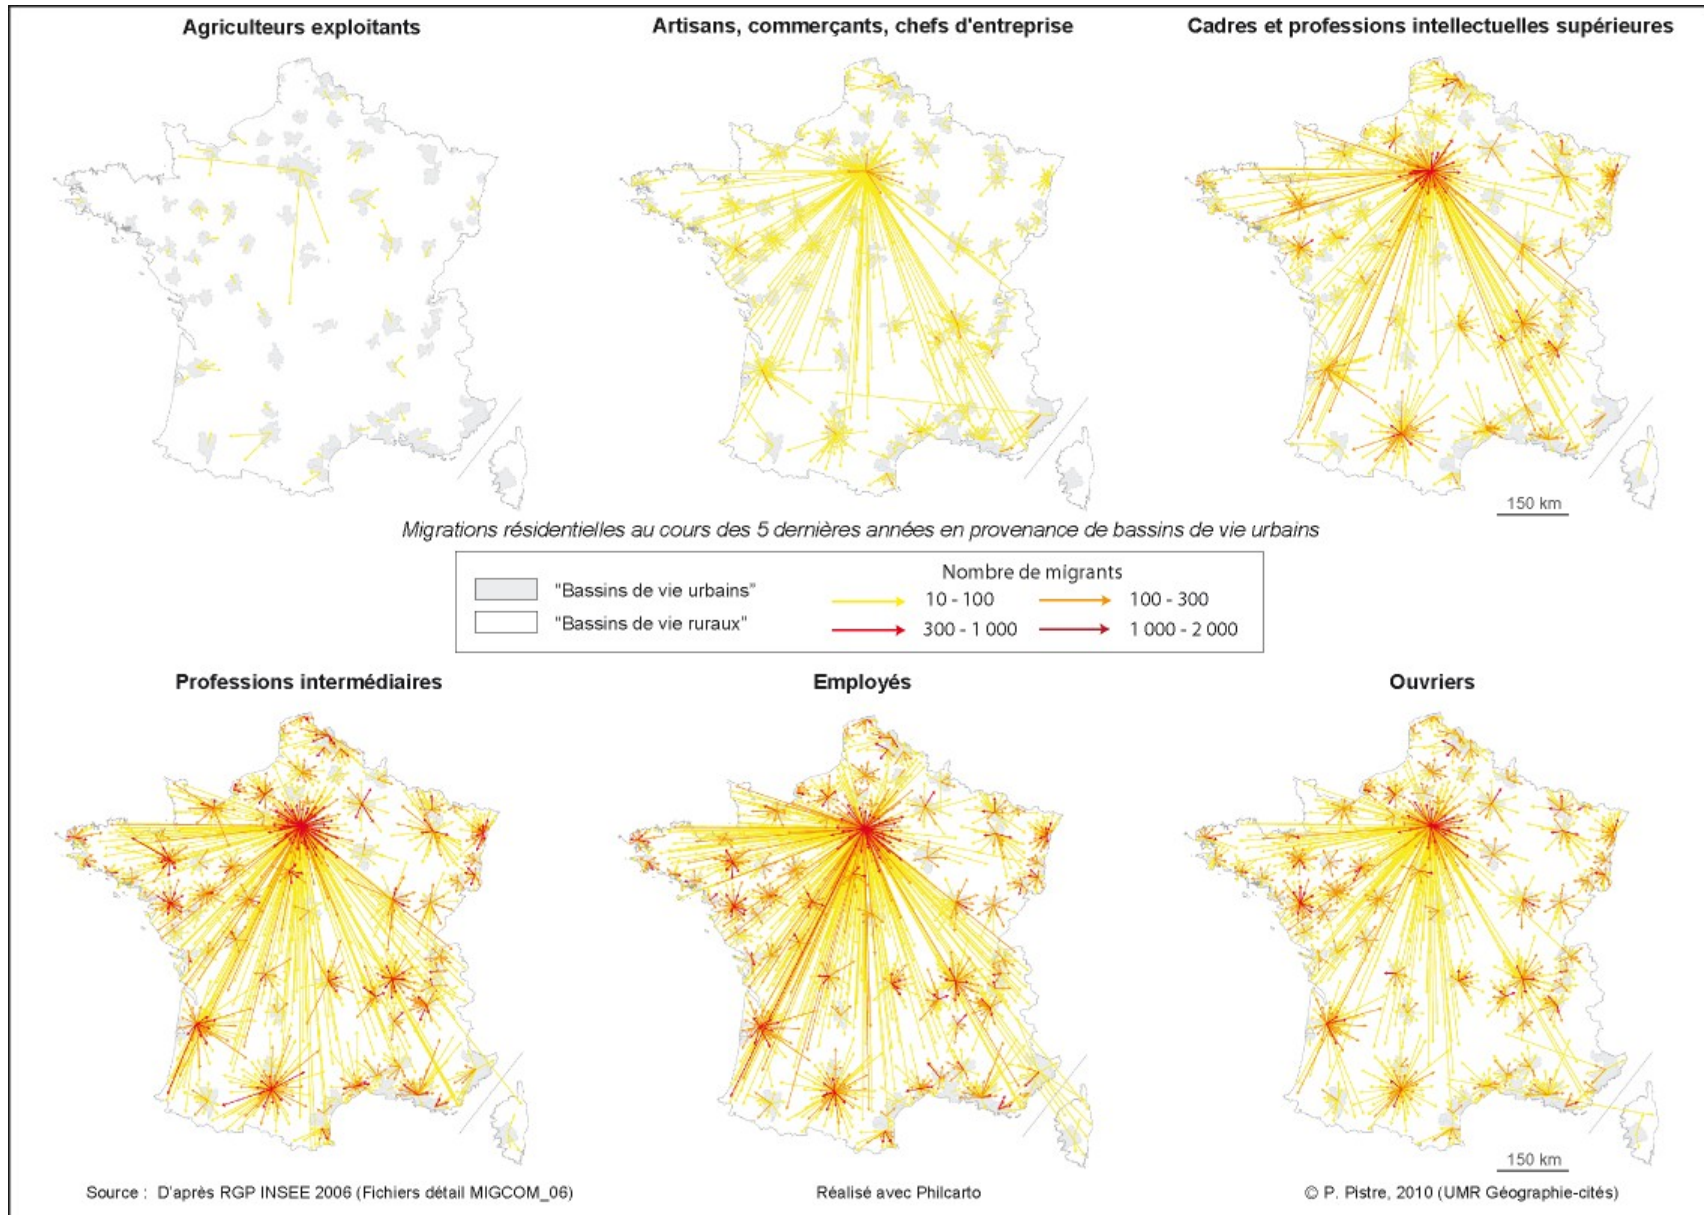 Agriculteurs exploitants
Artisans, commerçants, chefs d'entreprise
Cadres et professions intellectuelles supérieures
150 km
Migrations résidentielles au cours des 5 dernières années en provenance de bassins de vie urbains
Nombre de migrants
"Bassins de vie urbains"
10 - 100
100 - 300
"Bassins de vie ruraux"
300 - 1 000
1 000 - 2 000
Professions intermédiaires
Employés
Ouvriers
150 km
Source : D'après RGP INSEE 2006 (Fichiers détail MIGCOM_06)
Réalisé avec Philcarto
© P. Pistre, 2010 (UMR Géographie-cités)